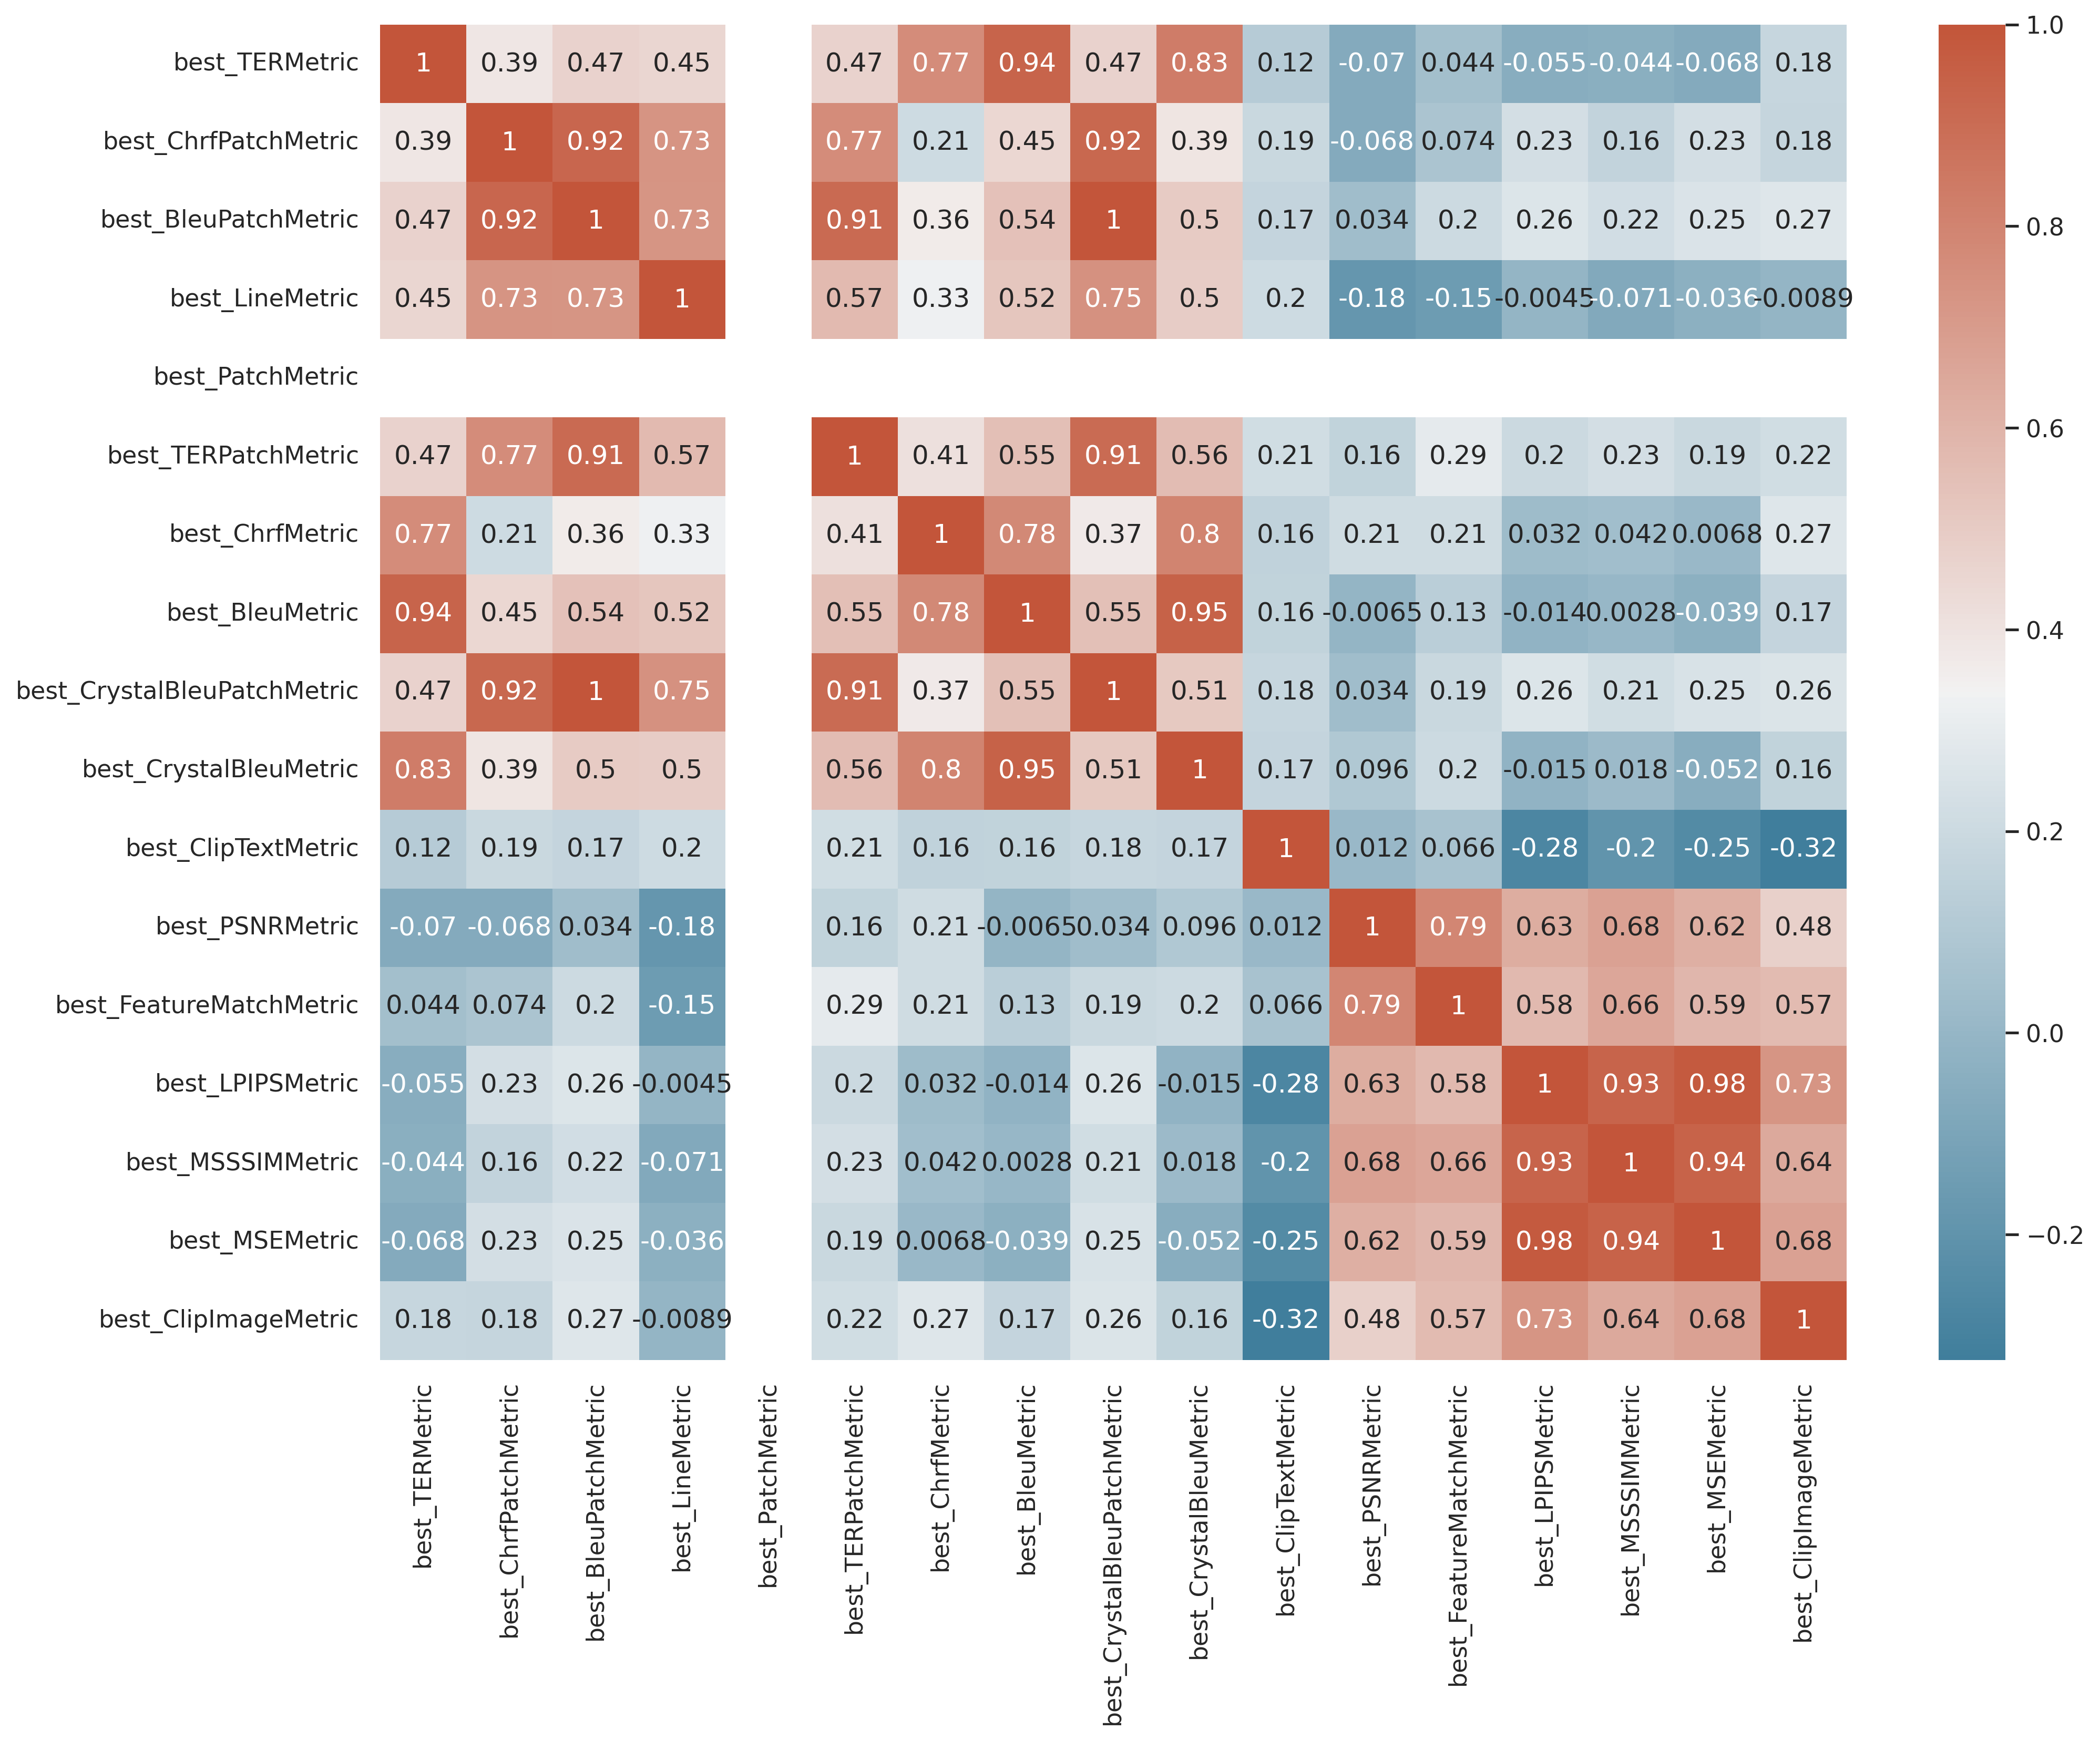 best_TERMetric 1 0.39 0.47 0.45 0.47 0.77 0.94 0.47 0.83 0.12 -0.07 0.044 -0.055 -0.044 -0.068 0.18
best_ChrfPatchMetric 0.39 1 0.92 0.73 0.77 0.21 0.45 0.92 0.39 0.19 -0.068 0.074 0.23 0.16 0.23 0.18
best_BleuPatchMetric 0.47 0.92 1 0.73 0.91 0.36 0.54 1 0.5 0.17 0.034 0.2 0.26 0.22 0.25 0.27
best_LineMetric 0.45 0.73 0.73 1 0.57 0.33 0.52 0.75 0.5 0.2 -0.18 -0.15 -0.0045 -0.071 -0.036 -0.0089
best_PatchMetric
best_TERPatchMetric 0.47 0.77 0.91 0.57 1 0.41 0.55 0.91 0.56 0.21 0.16 0.29 0.2 0.23 0.19 0.22
best_ChrfMetric 0.77 0.21 0.36 0.33 0.41 1 0.78 0.37 0.8 0.16 0.21 0.21 0.032 0.042 0.0068 0.27
best_BleuMetric 0.94 0.45 0.54 0.52 0.55 0.78 1 0.55 0.95 0.16 -0.0065 0.13 -0.014 0.0028 -0.039 0.17
best_CrystalBleuPatchMetric 0.47 0.92 1 0.75 0.91 0.37 0.55 1 0.51 0.18 0.034 0.19 0.26 0.21 0.25 0.26
best_CrystalBleuMetric 0.83 0.39 0.5 0.5 0.56 0.8 0.95 0.51 1 0.17 0.096 0.2 -0.015 0.018 -0.052 0.16
best_ClipTextMetric 0.12 0.19 0.17 0.2 0.21 0.16 0.16 0.18 0.17 1 0.012 0.066 -0.28 -0.2 -0.25 -0.32
best_PSNRMetric -0.07 -0.068 0.034 -0.18 0.16 0.21 -0.0065 0.034 0.096 0.012 1 0.79 0.63 0.68 0.62 0.48
best_FeatureMatchMetric 0.044 0.074 0.2 -0.15 0.29 0.21 0.13 0.19 0.2 0.066 0.79 1 0.58 0.66 0.59 0.57
best_LPIPSMetric -0.055 0.23 0.26 -0.0045 0.2 0.032 -0.014 0.26 -0.015 -0.28 0.63 0.58 1 0.93 0.98 0.73
best_MSSSIMMetric -0.044 0.16 0.22 -0.071 0.23 0.042 0.0028 0.21 0.018 -0.2 0.68 0.66 0.93 1 0.94 0.64
best_MSEMetric -0.068 0.23 0.25 -0.036 0.19 0.0068 -0.039 0.25 -0.052 -0.25 0.62 0.59 0.98 0.94 1 0.68
best_ClipImageMetric 0.18 0.18 0.27 -0.0089 0.22 0.27 0.17 0.26 0.16 -0.32 0.48 0.57 0.73 0.64 0.68 1
best_TERMetric
best_ChrfPatchMetric
best_BleuPatchMetric
best_LineMetric
best_PatchMetric
best_TERPatchMetric
best_ChrfMetric
best_BleuMetric
best_CrystalBleuPatchMetric
best_CrystalBleuMetric
best_ClipTextMetric
best_PSNRMetric
best_FeatureMatchMetric
best_LPIPSMetric
best_MSSSIMMetric
best_MSEMetric
best_ClipImageMetric
1.0
0.8
0.6
0.4
0.2
0.0
−0.2